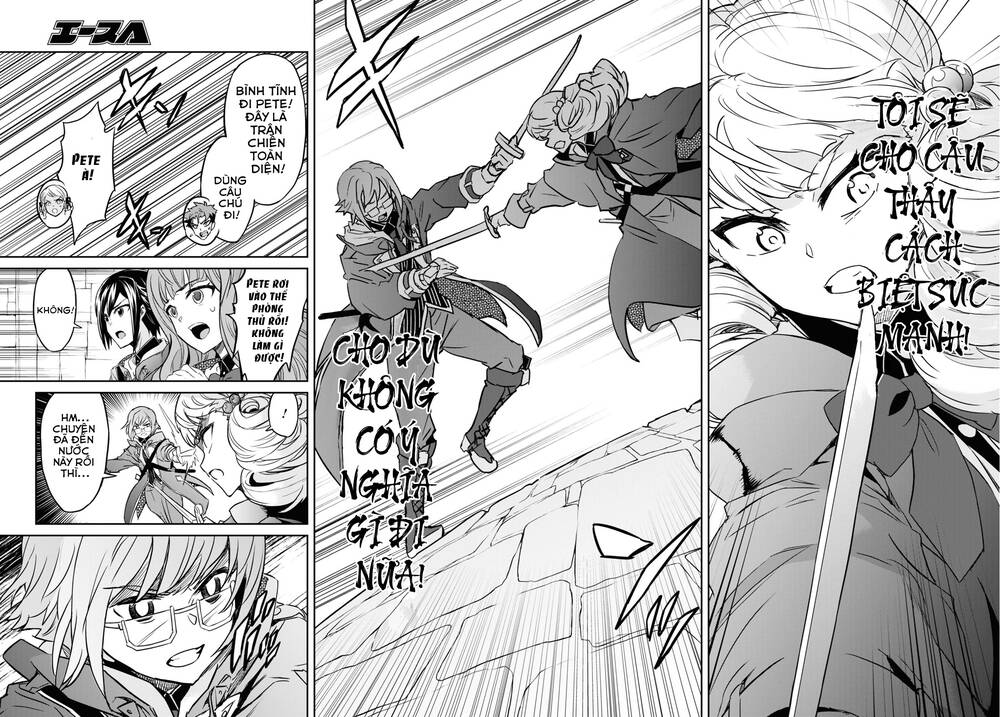 TÔI SẼ
CHO CẬU
THẤY
CÁCH
BIỆT SỨC
MẠNH!
CHO DÙ
KHÔNG
CÓ Ý
NGHĨA
GÌ ĐI
NỮA!
エースA
BÌNH TĨNH
ĐI PETE!
ĐÂY LÀ
TRẬN
CHIẾN
TOÀN
DIỆN!
DÙNG
CÂU CHÚ
ĐI!
PETE
À!
PETE RƠI
VÀO THẾ
PHÒNG
THỦ RỒI!
KHÔNG
LÀM GÌ
ĐƯỢC!
KHÔNG!
!
HM...
CHUYỆN
ĐÃ ĐẾN
NƯỚC
NÀY RỒI
THÌ...